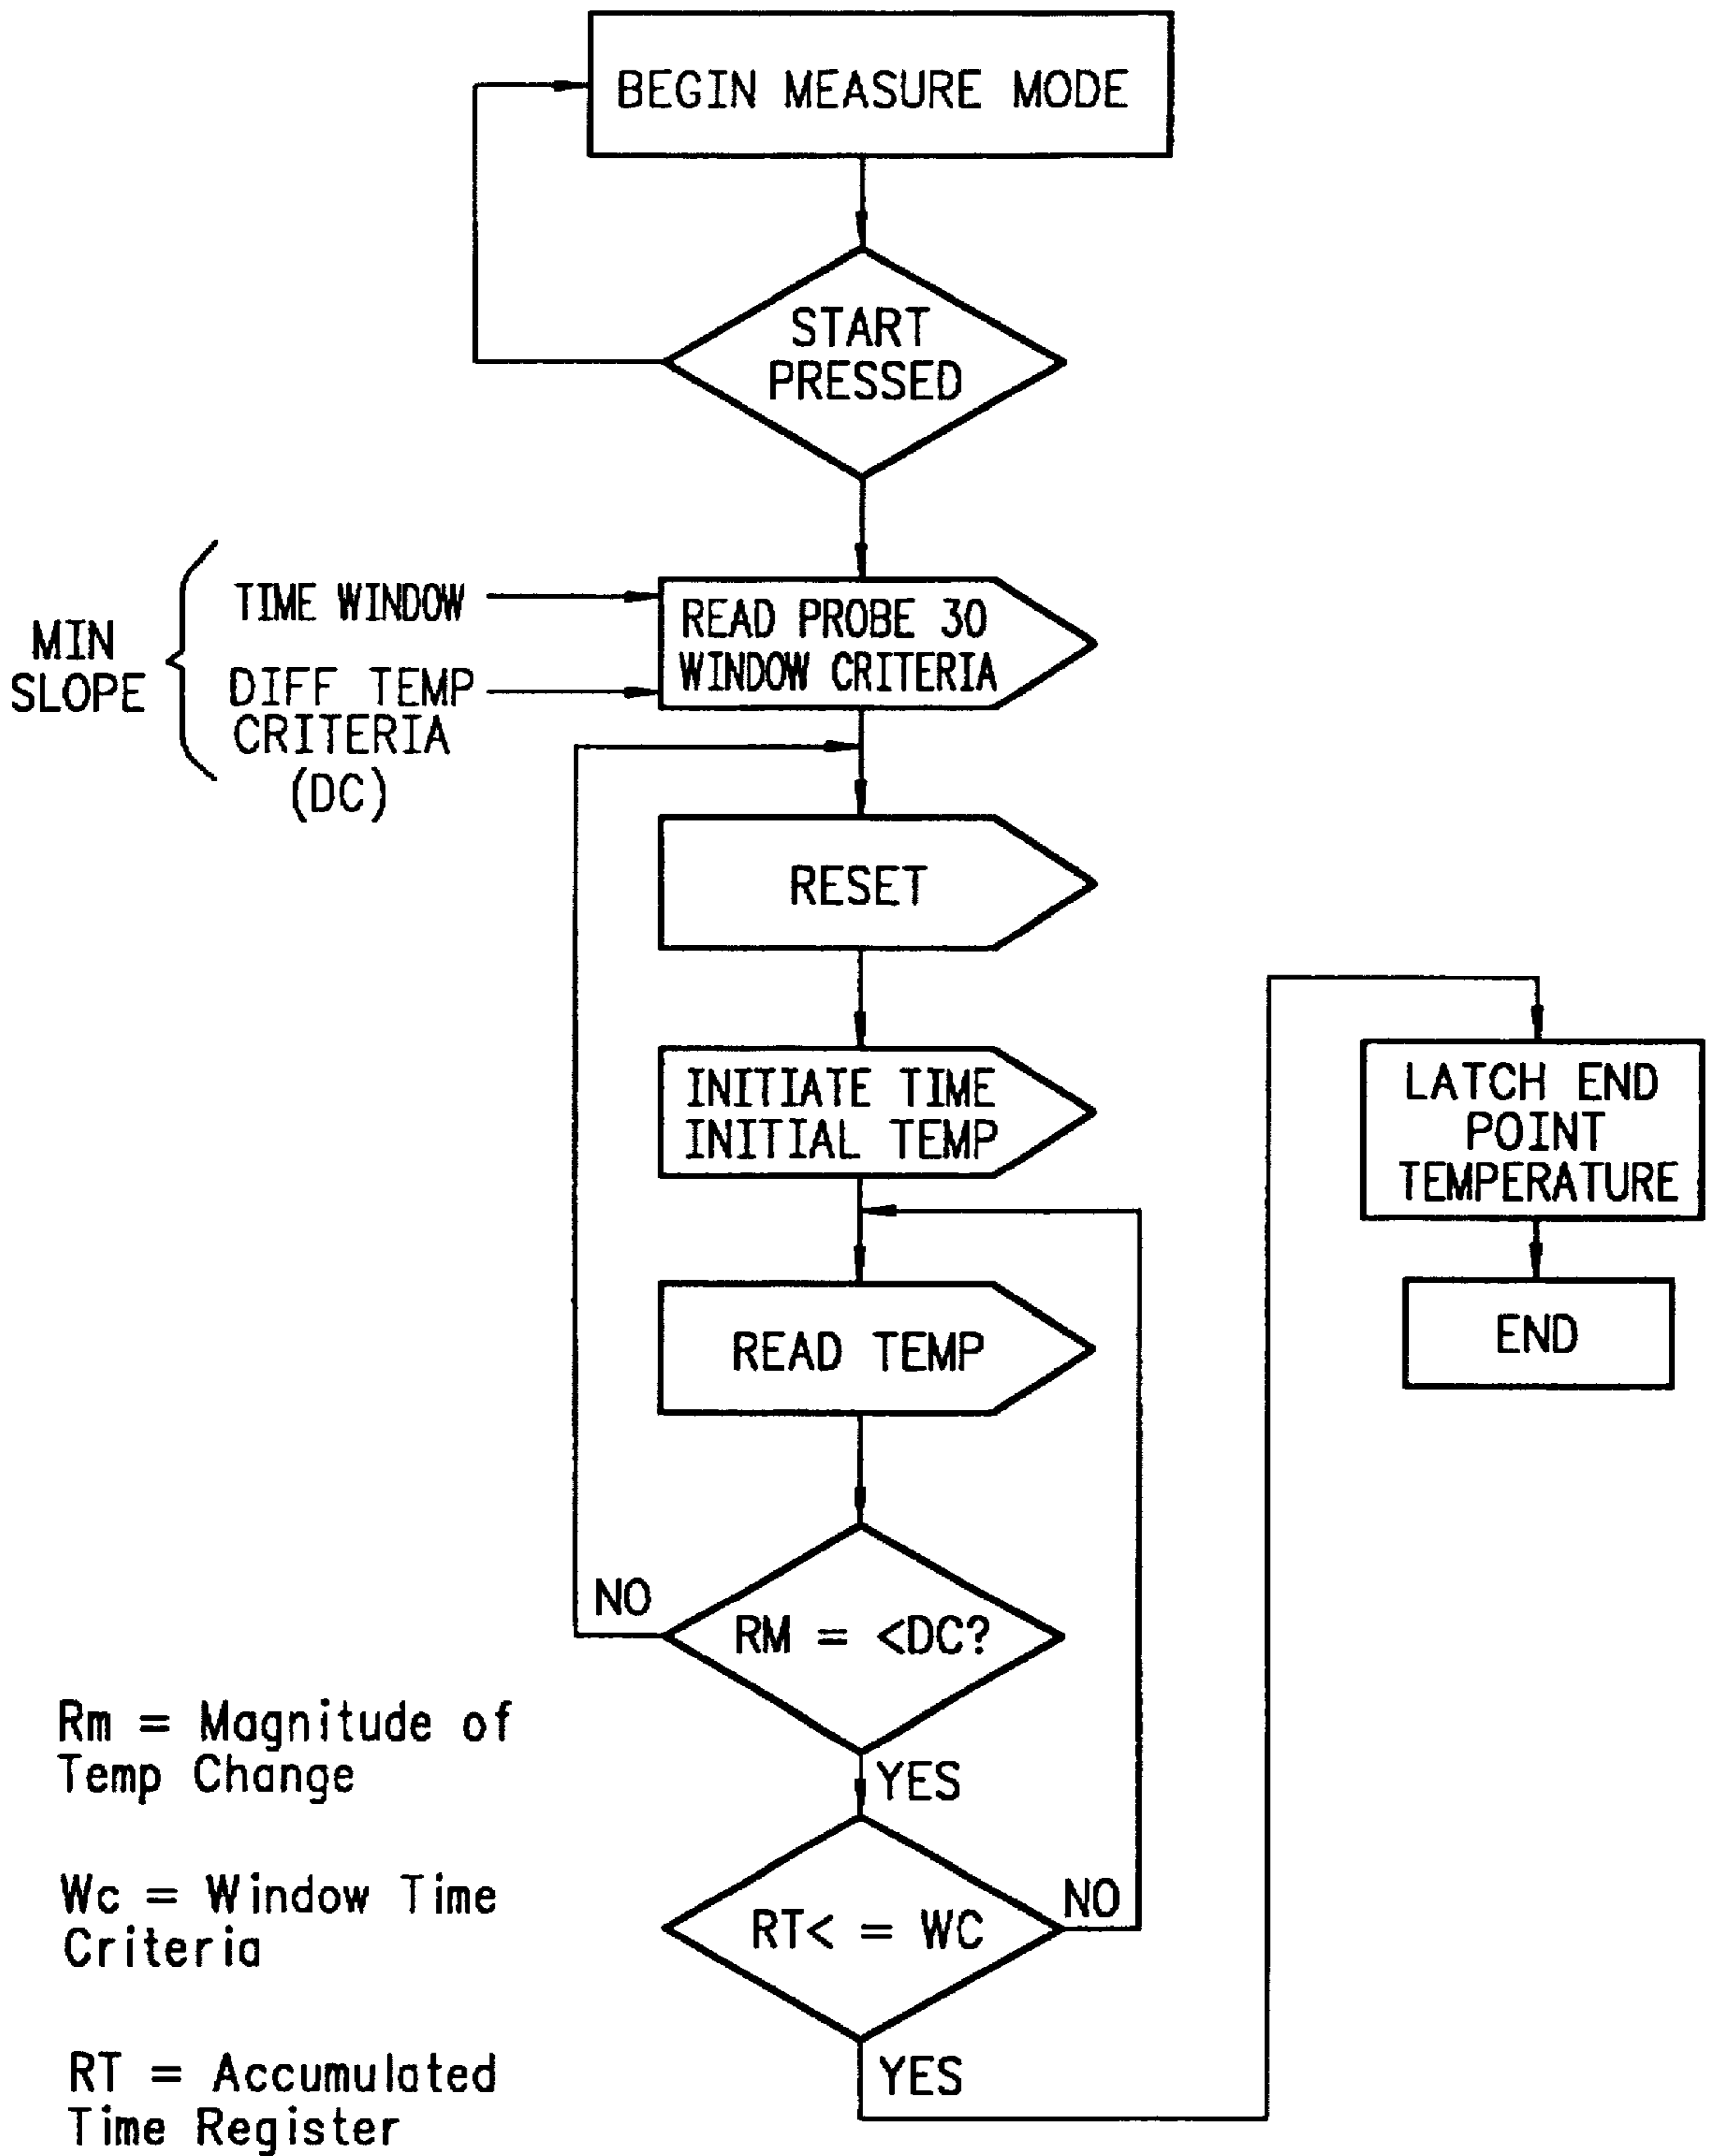 BEGIN MEASURE MODE
START
PRESSED
MIN
SLOPE
TIME WINDOW
DIFF TEMP
CRITERIA
(DC)
READ PROBE 30
WINDOW CRITERIA
RESET
INITIATE TIME
INITIAL TEMP
LATCH END
POINT
TEMPERATURE
END
READ TEMP
NO
RM = <DC?
YES
RT< = WC
NO
YES
Rm = Magnitude of
Temp Change
Wc = Window Time
Criteria
RT = Accumulated
Time Register